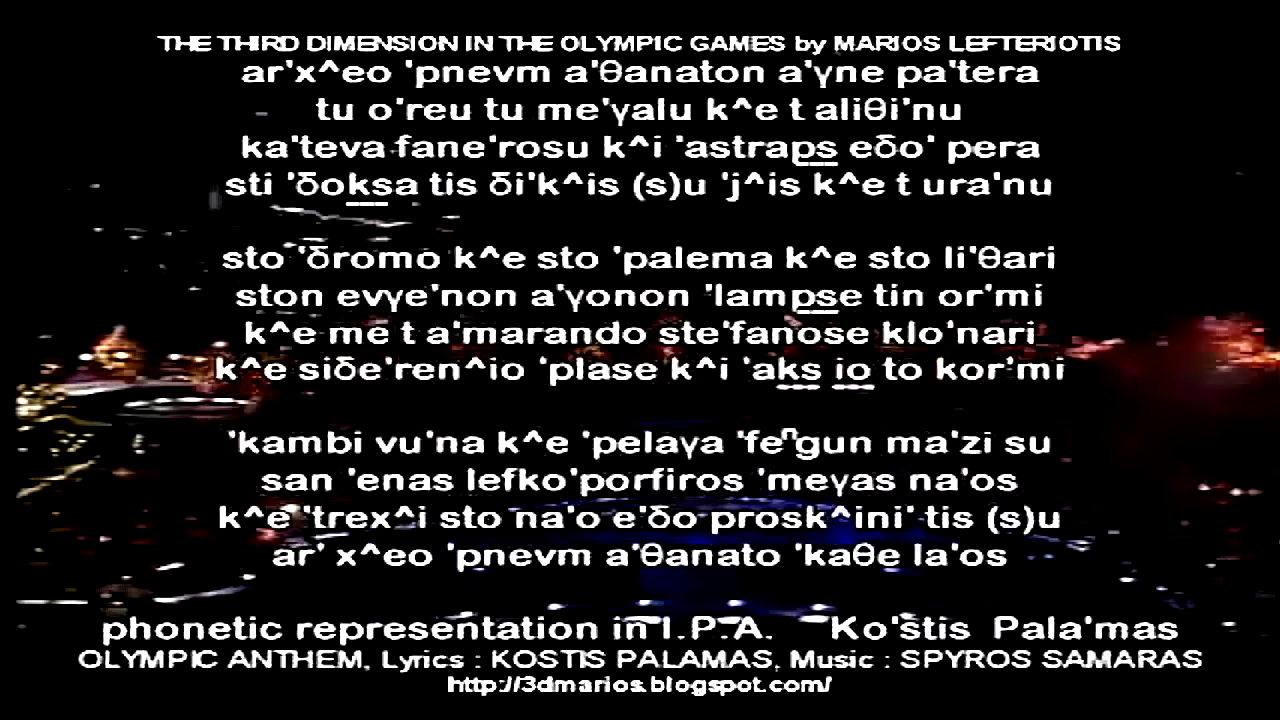 THE THIRD DIMENSION IN THE OLYMPIC GAMES by MARIOS LEFTERIOTIS
ar'x^eo 'pnevm a'θanaton a'γne pa'tera
tu o'reu tu me'γalu k^e t aliθi'nu
ka'teva fane'rosu k^i 'astraps eδo' pera
sti 'δoksa tis δi'k^is (s)u 'j^is k^e t ura'nu
sto 'δromo k^e sto 'palema k^e sto li'θari
ston evγe'non a'γonon 'lampse tin or'mi
k^e me t a'marando ste'fanose klo'nari
k^e siδe'ren^io 'plase k^i 'aks io to kor'mi
'kambi vu'na k^e 'pelaγa 'feⁿgun ma'zi su
san 'enas lefko'porfiros 'meγas na'os
k^e 'trex^i sto na'o e'δo prosk^ini' tis (s)u
ar' x^eo 'pnevm a'θanato 'kaθe la'os
phonetic representation in I.P.A. Ko'stis Pala'mas
OLYMPIC ANTHEM, Lyrics : KOSTIS PALAMAS, Music : SPYROS SAMARAS
http://3dmarios.blogspot.com/